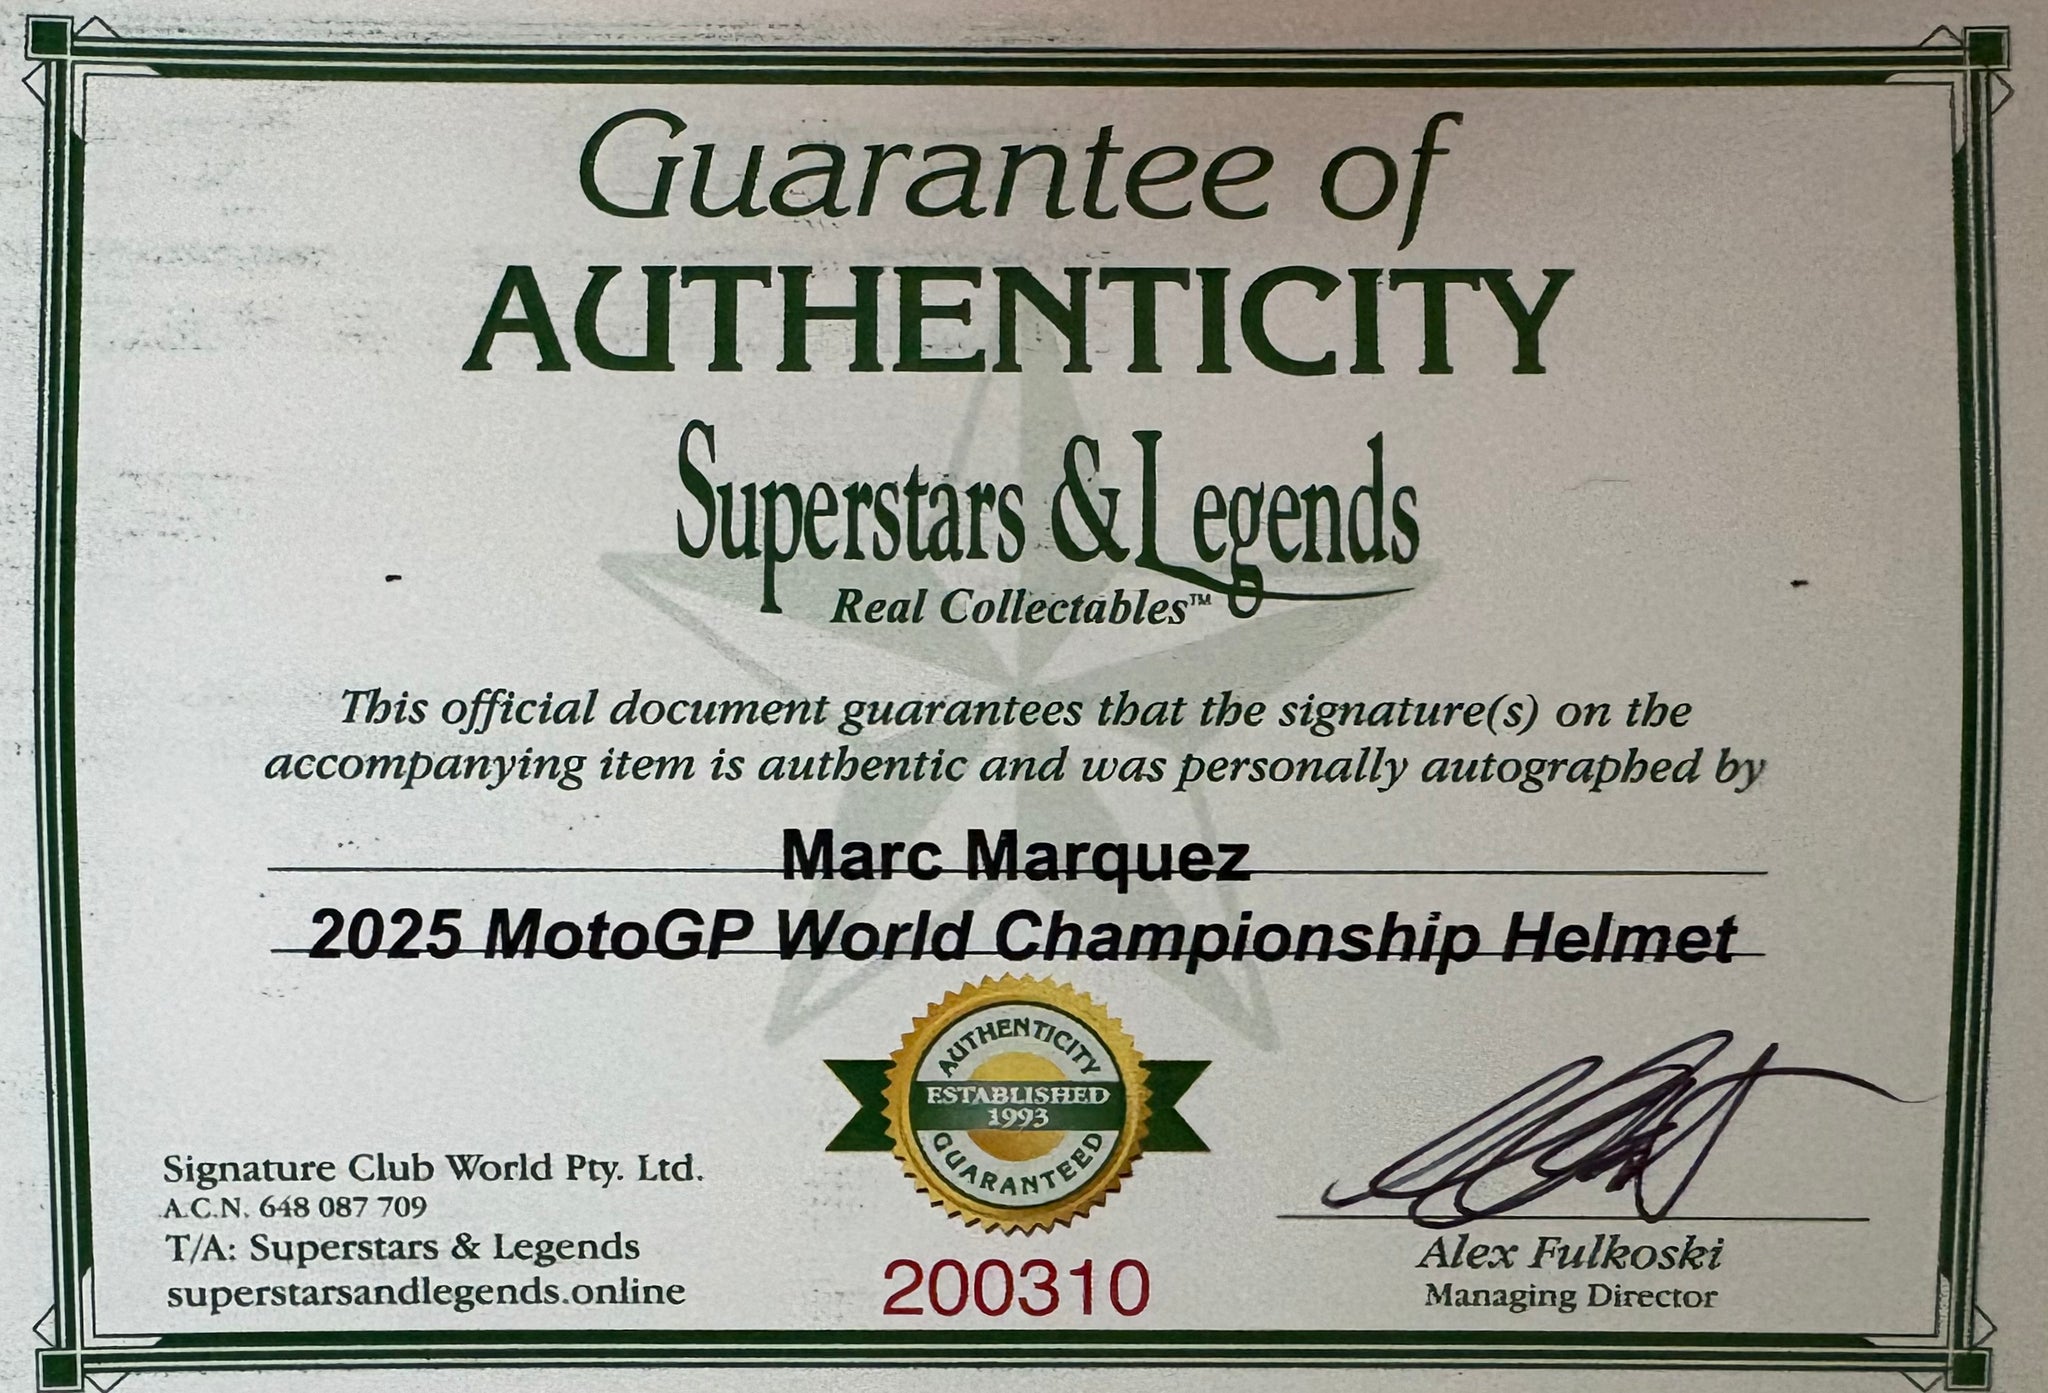 Guarantee of
AUTHENTICITY
Superstars & Legends
Real Collectables™
This official document guarantees that the signature(s) on the
accompanying item is authentic and was personally autographed by
Marc Marquez
2025 MotoGP World Championship Helmet
AUTHENTICITY
ESTABLISHED
1993
GUARANTEED
200310
Signature Club World Pty. Ltd.
A.C.N. 648 087 709
T/A: Superstars & Legends
superstarsandlegends.online
Alex Fulkoski
Managing Director